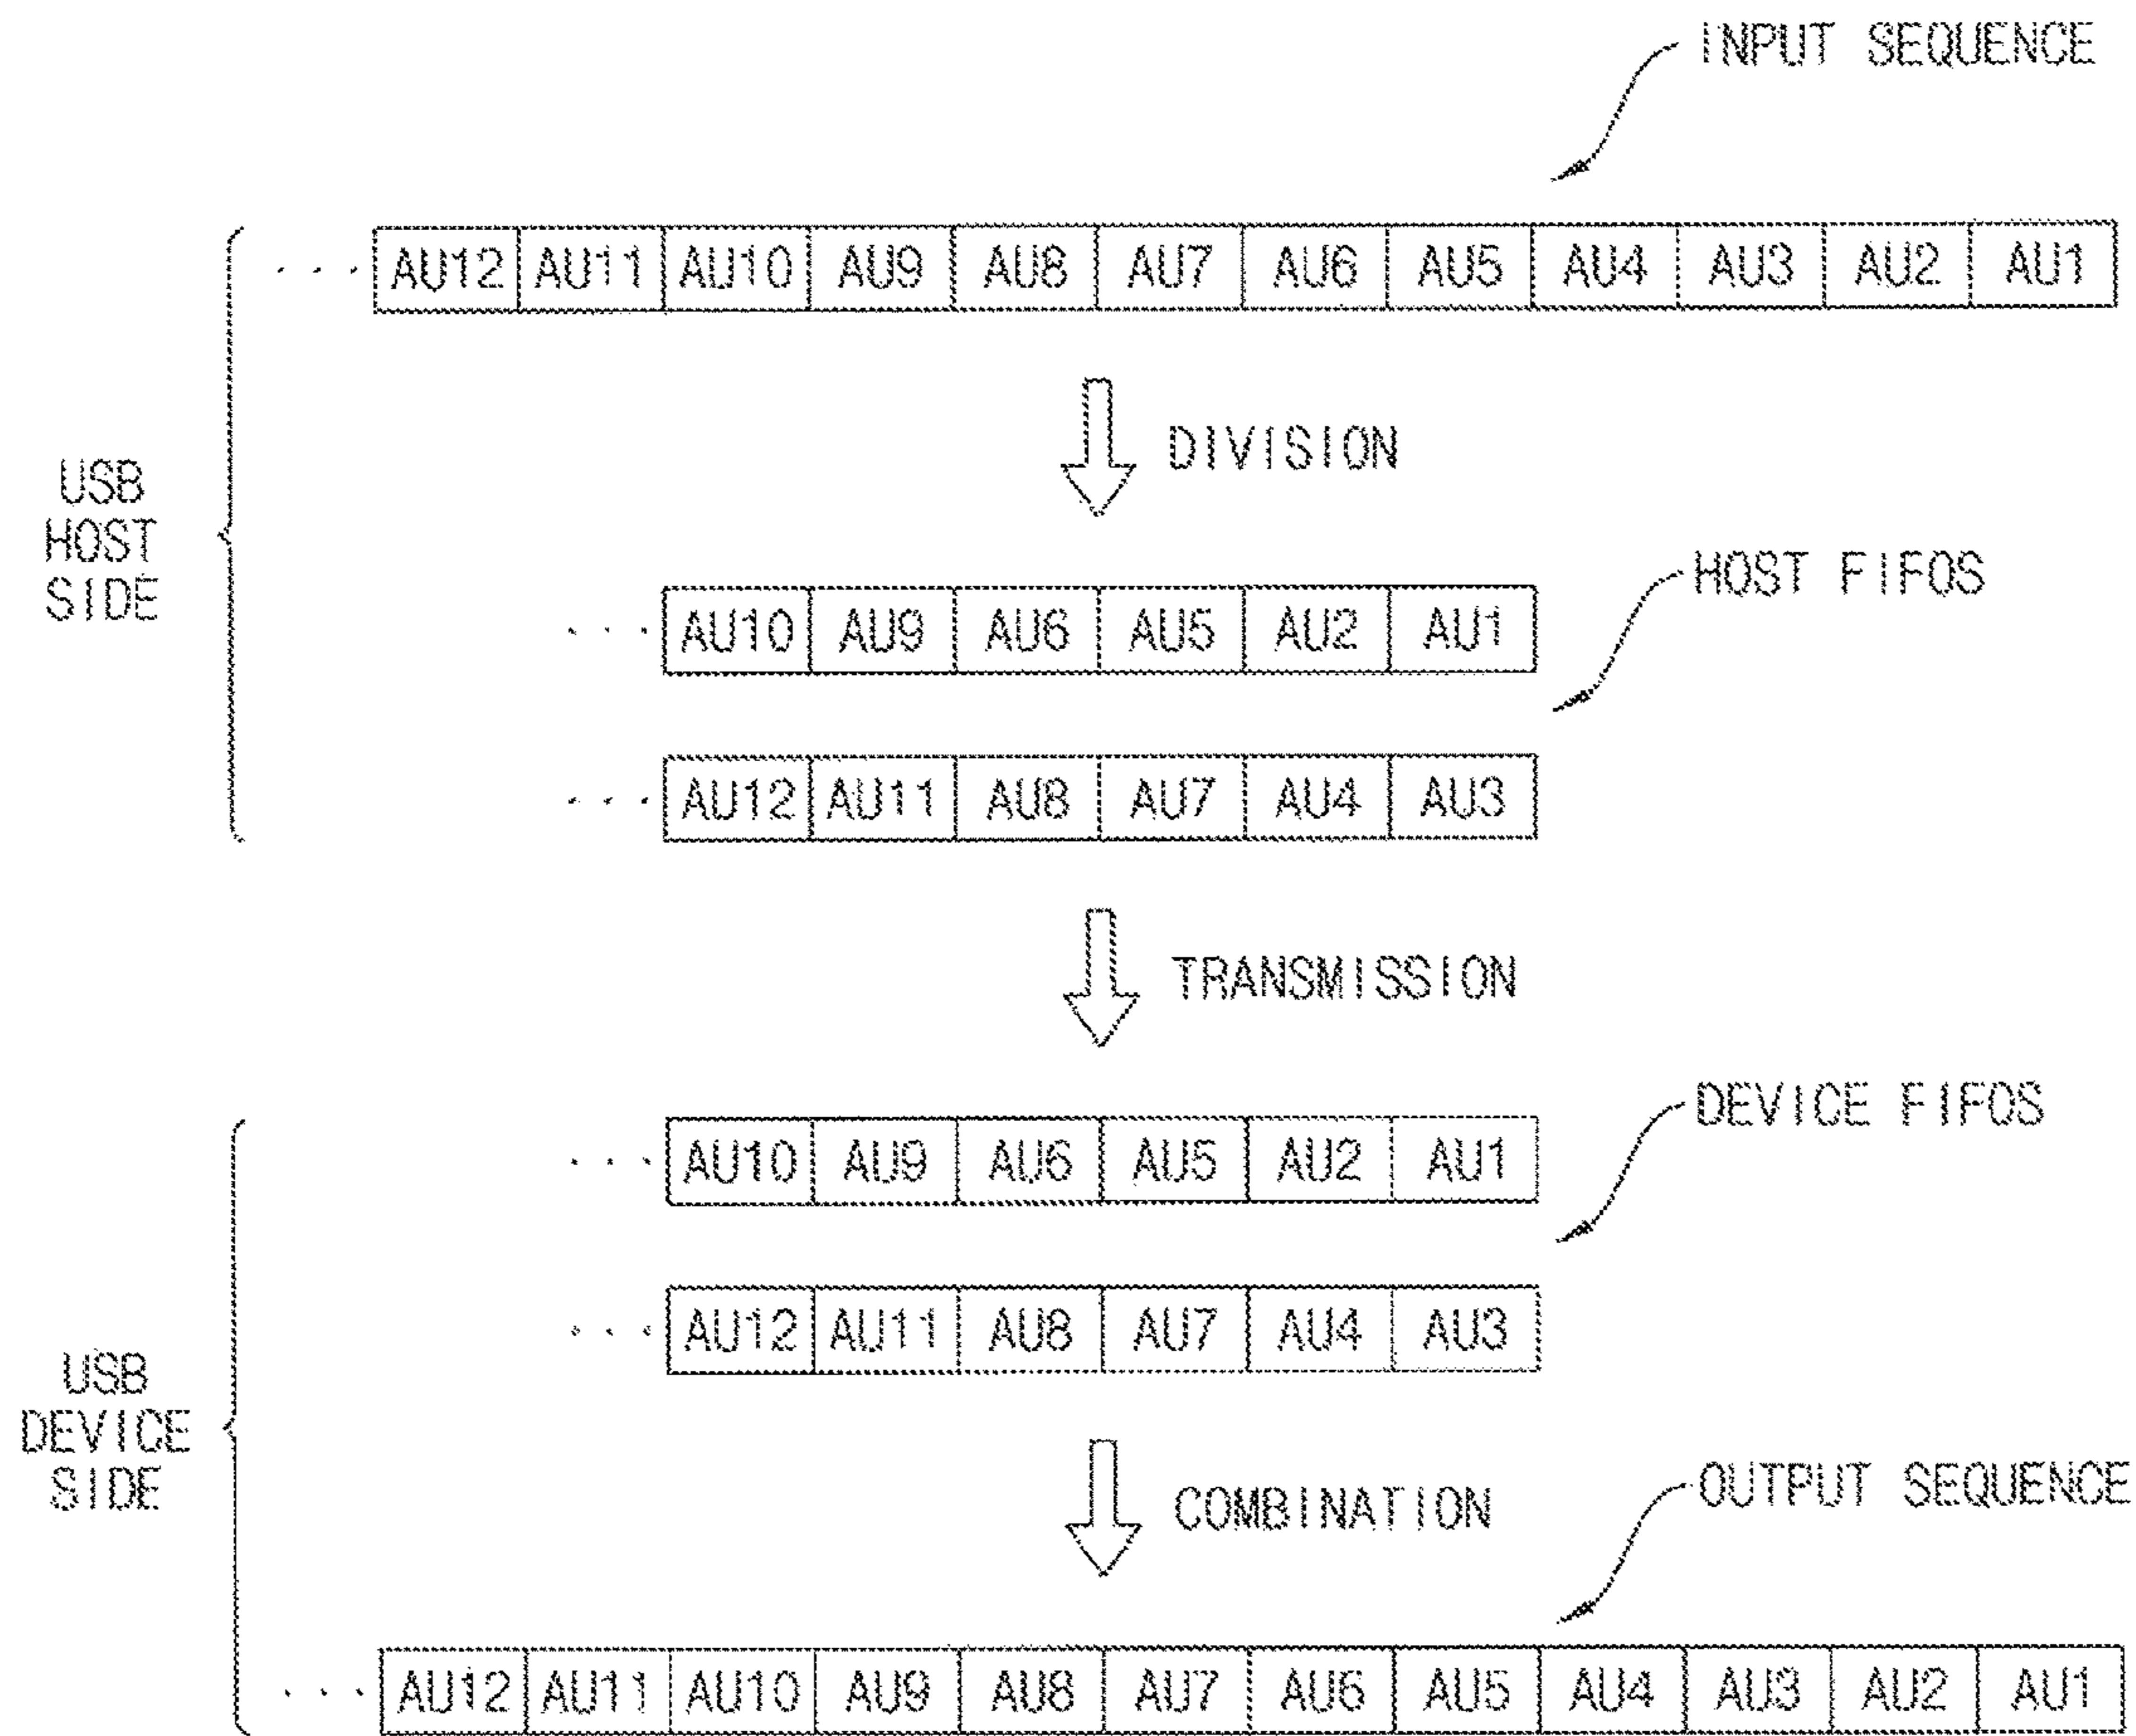 INPUT SEQUENCE
... AU12 AU11 AU10 AU9 AU8 AU7 AU6 AU5 AU4 AU3 AU2 AU1
DIVISION
USB
HOST
SIDE
HOST FIFOS
... AU10 AU9 AU6 AU5 AU2 AU1
... AU12 AU11 AU8 AU7 AU4 AU3
TRANSMISSION
DEVICE FIFOS
... AU10 AU9 AU6 AU5 AU2 AU1
... AU12 AU11 AU8 AU7 AU4 AU3
USB
DEVICE
SIDE
COMBINATION
OUTPUT SEQUENCE
... AU12 AU11 AU10 AU9 AU8 AU7 AU6 AU5 AU4 AU3 AU2 AU1